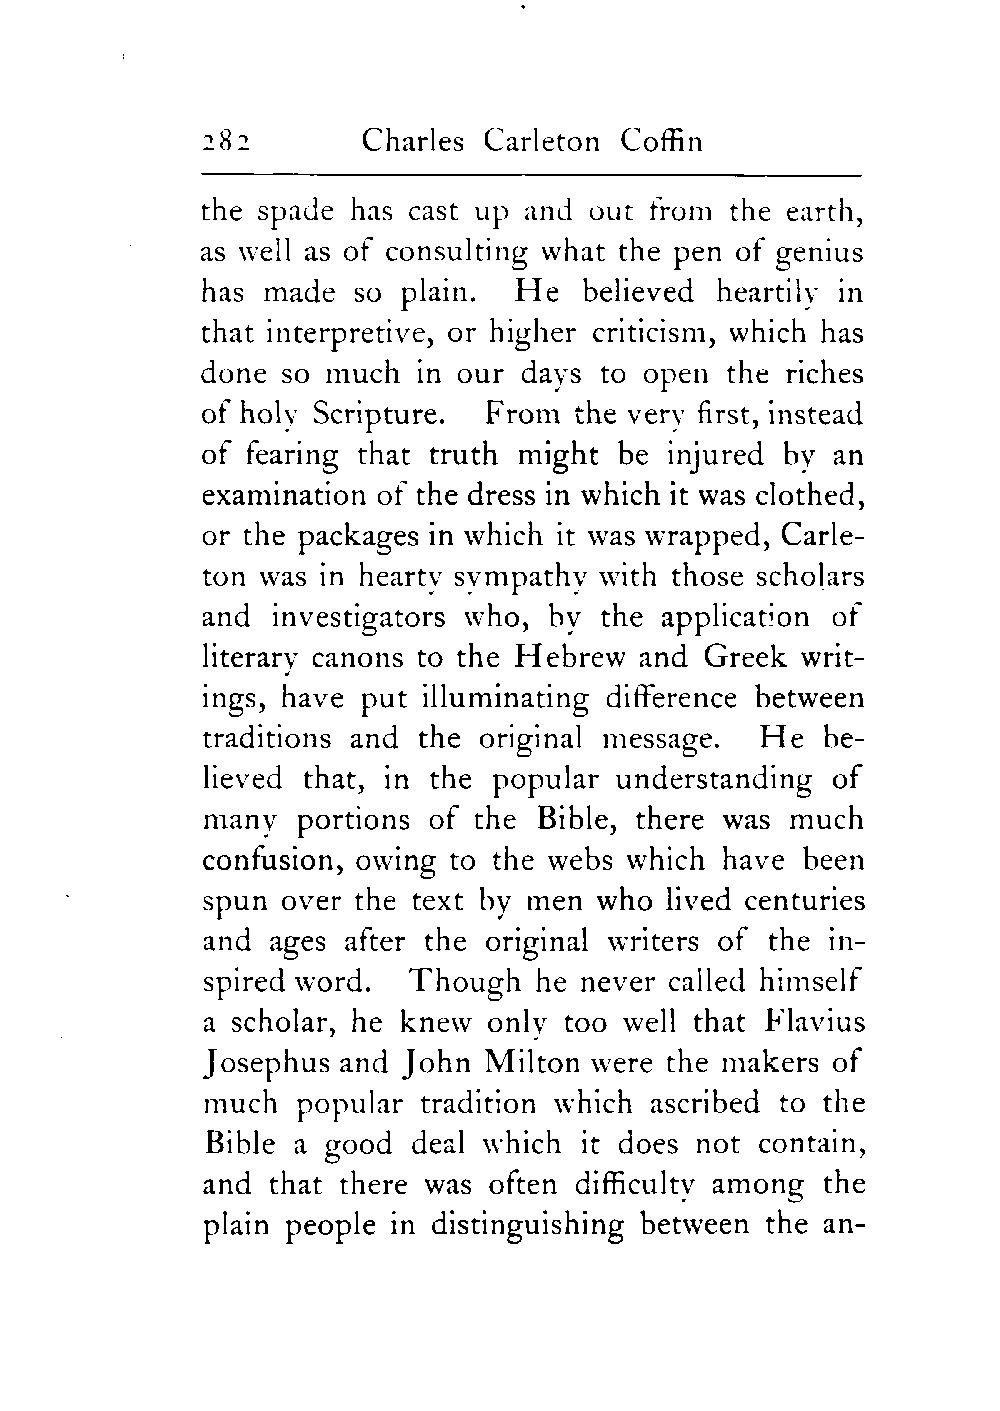 282 Charles Carleton Coffin
the spade has cast up and out from the earth,
as well as of consulting what the pen of genius
has made so plain. He believed heartily in
that interpretive, or higher criticism, which has
done so much in our days to open the riches
of holy Scripture. From the very first, instead
of fearing that truth might be injured by an
examination of the dress in which it was clothed,
or the packages in which it was wrapped, Carle-
ton was in hearty sympathy with those scholars
and investigators who, by the application of
literary canons to the Hebrew and Greek writ-
ings, have put illuminating difference between
traditions and the original message. He be-
lieved that, in the popular understanding of
many portions of the Bible, there was much
confusion, owing to the webs which have been
spun over the text by men who lived centuries
and ages after the original writers of the in-
spired word. Though he never called himself
a scholar, he knew only too well that Flavius
Josephus and John Milton were the makers of
much popular tradition which ascribed to the
Bible a good deal which it does not contain,
and that there was often difficulty among the
plain people in distinguishing between the an-